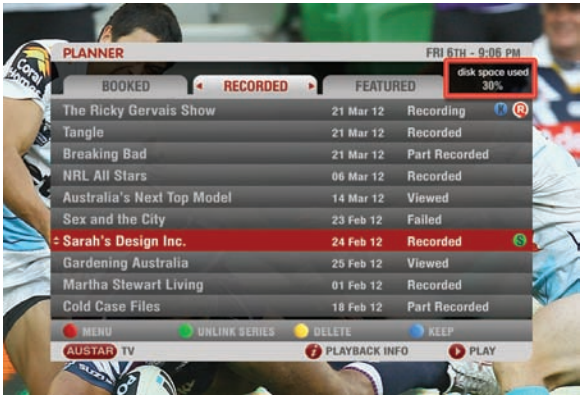 PLANNER
FRI 6TH - 9:06 PM
BOOKED
RECORDED
FEATURED
disk space used
30%
The Ricky Gervais Show 21 Mar 12 Recording K R
Tangle 21 Mar 12 Recorded
Breaking Bad 21 Mar 12 Part Recorded
NRL All Stars 06 Mar 12 Recorded
Australia's Next Top Model 14 Mar 12 Viewed
Sex and the City 23 Feb 12 Failed
Sarah's Design Inc. 24 Feb 12 Recorded S
Gardening Australia 25 Feb 12 Viewed
Martha Stewart Living 01 Feb 12 Recorded
Cold Case Files 18 Feb 12 Part Recorded
MENU UNLINK SERIES DELETE KEEP
AUSTAR TV i PLAYBACK INFO PLAY
Coral